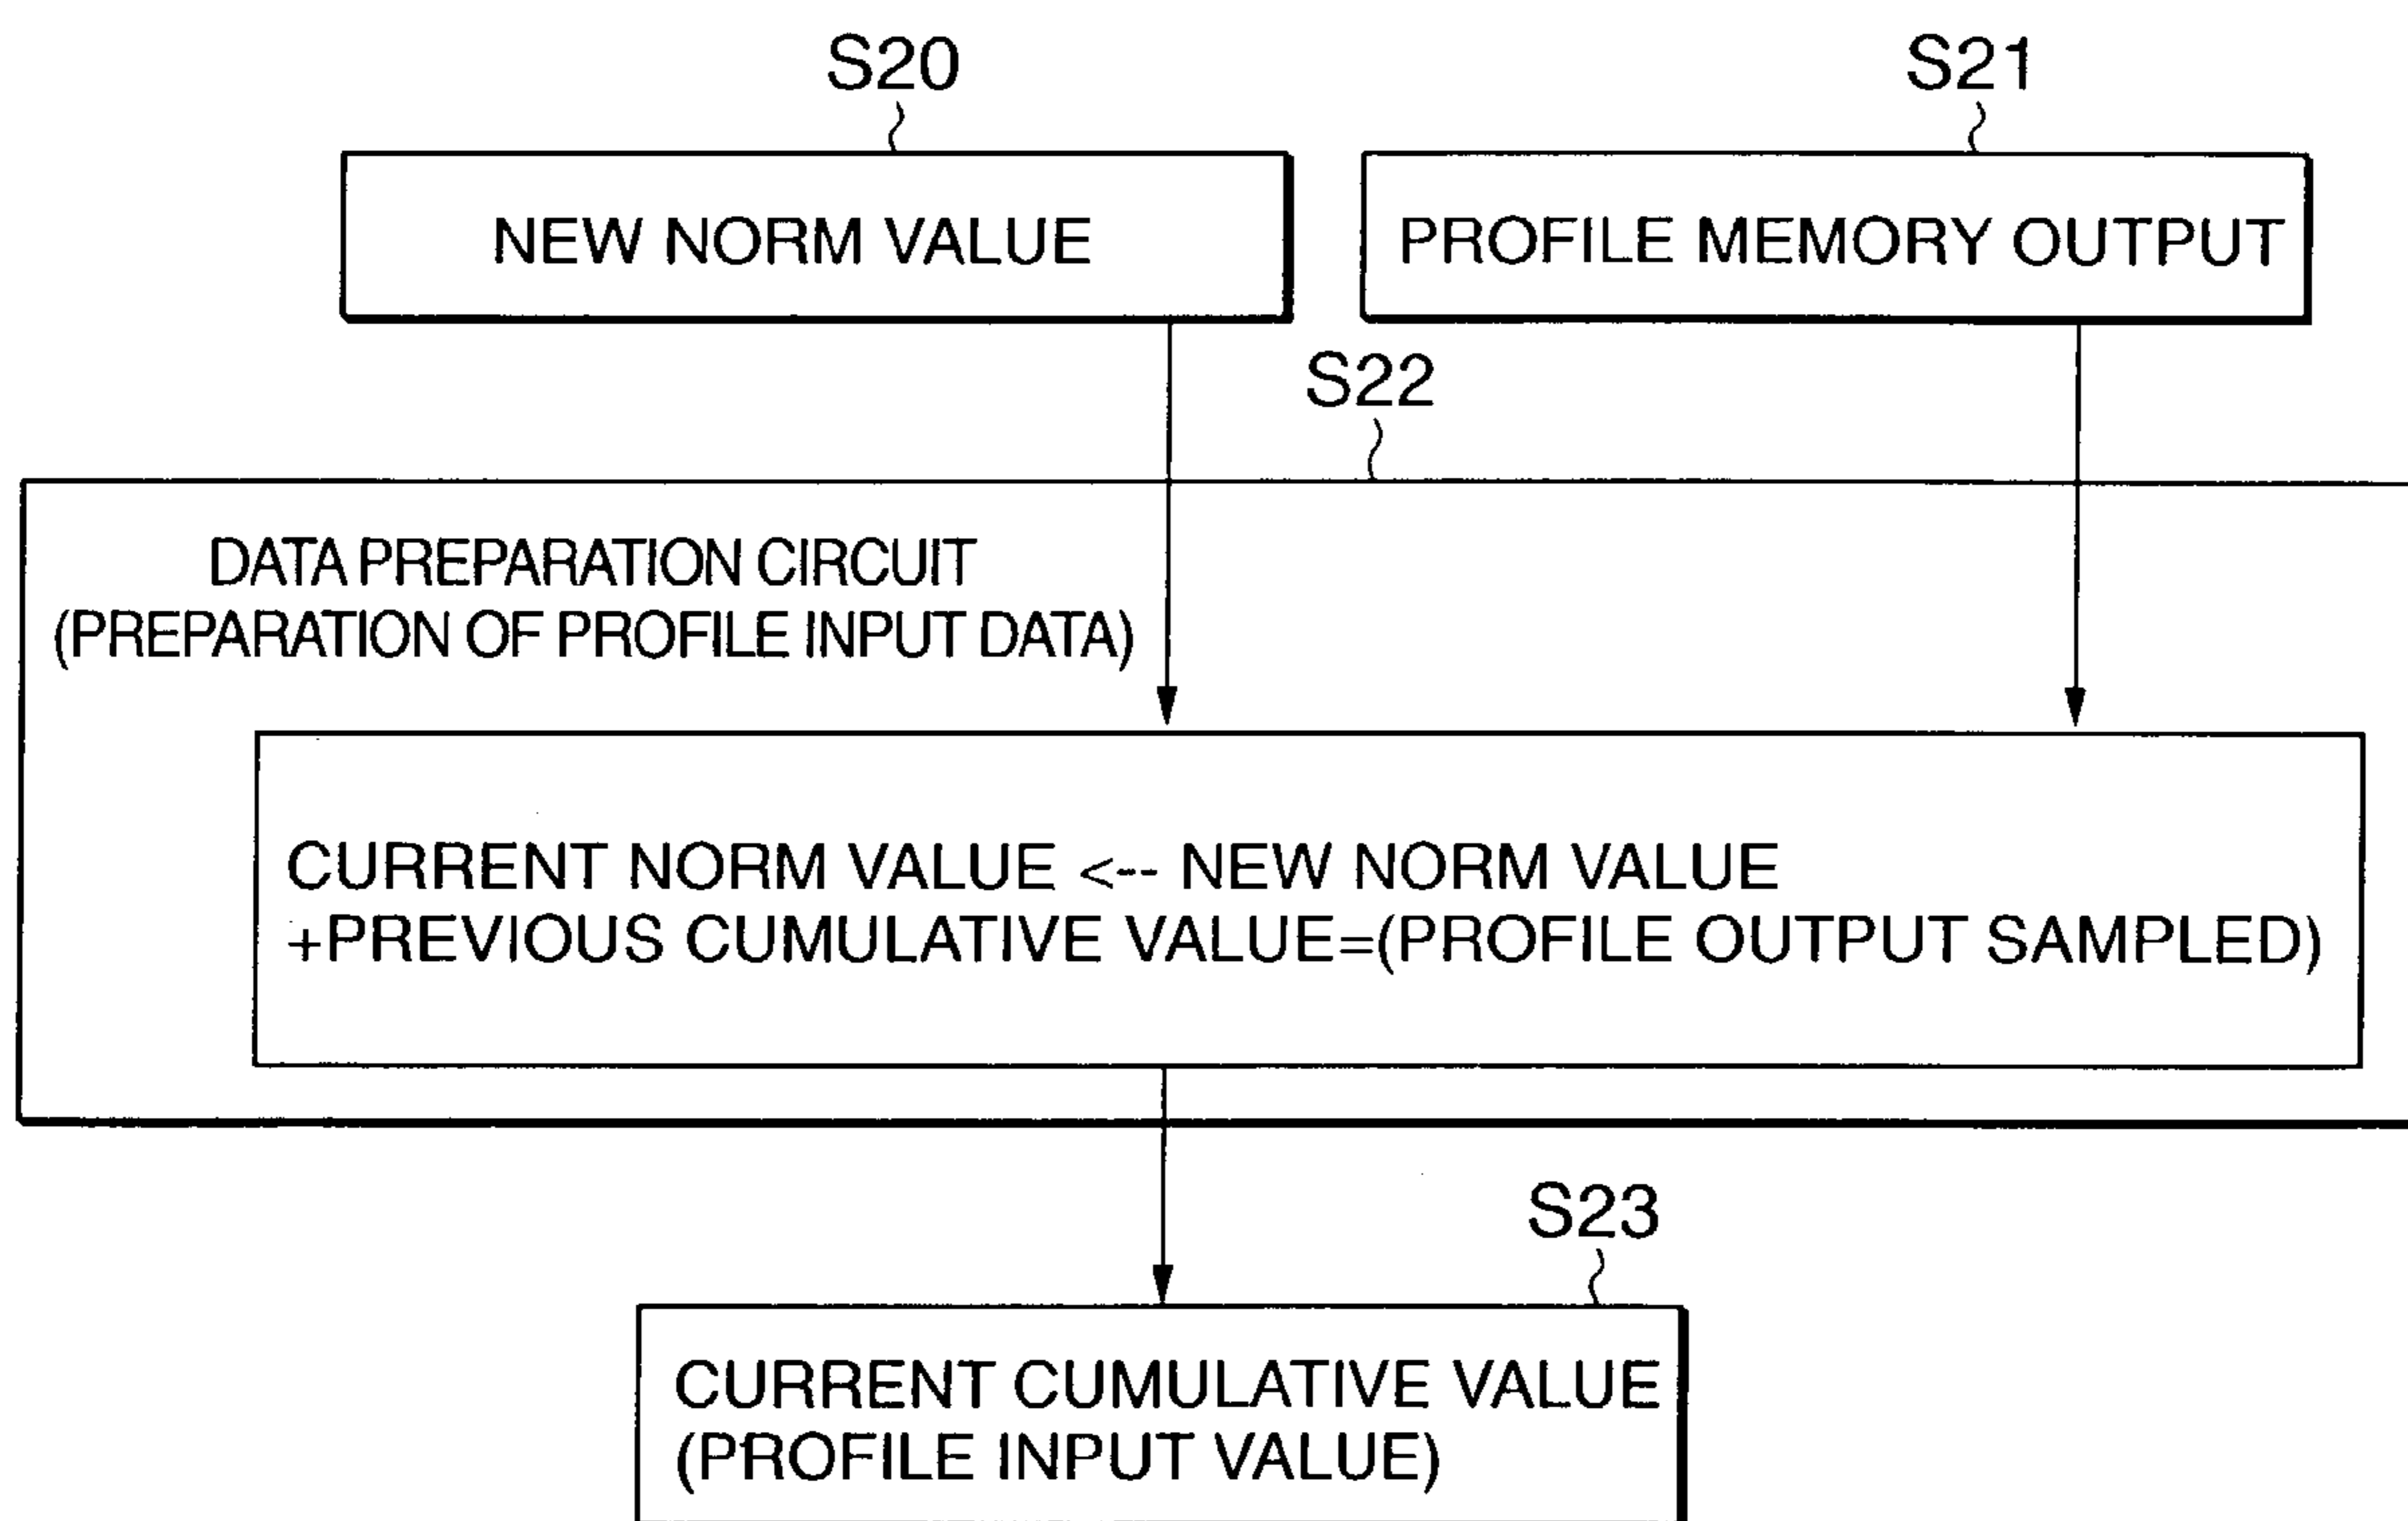 S20
S21
NEW NORM VALUE
PROFILE MEMORY OUTPUT
S22
DATA PREPARATION CIRCUIT
(PREPARATION OF PROFILE INPUT DATA)
CURRENT NORM VALUE <-- NEW NORM VALUE
+PREVIOUS CUMULATIVE VALUE=(PROFILE OUTPUT SAMPLED)
S23
CURRENT CUMULATIVE VALUE
(PROFILE INPUT VALUE)